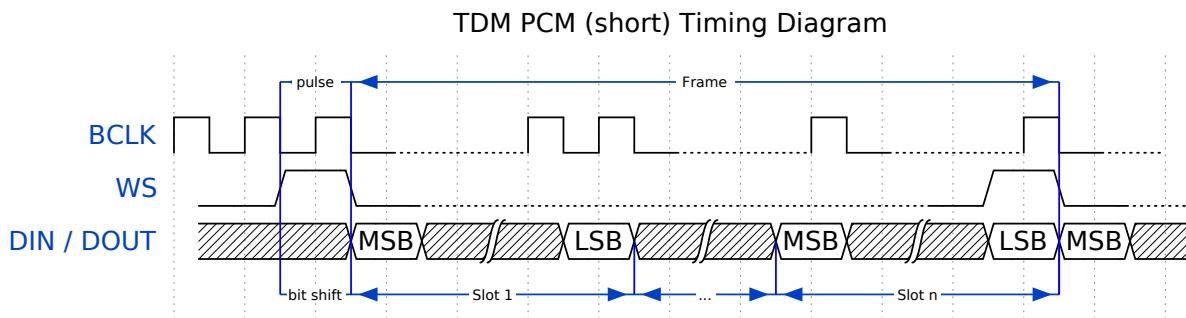 TDM PCM (short) Timing Diagram
pulse Frame
BCLK
WS
DIN / DOUT MSB LSB MSB LSB MSB
bit shift Slot 1 ... Slot n